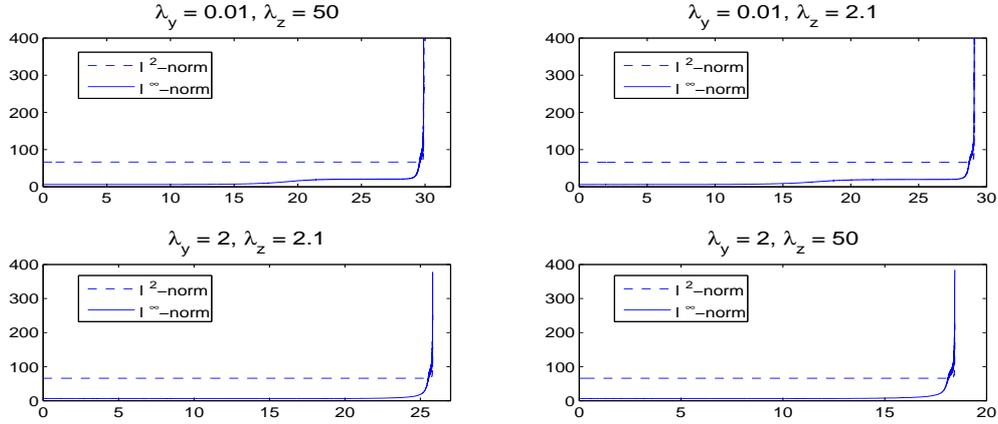 λy = 0.01, λz = 50
400
300
200
100
0
l 2−norm
l ∞−norm
0 5 10 15 20 25 30
λy = 0.01, λz = 2.1
400
300
200
100
0
l 2−norm
l ∞−norm
0 5 10 15 20 25 30
λy = 2, λz = 2.1
400
300
200
100
0
l 2−norm
l ∞−norm
0 5 10 15 20 25
λy = 2, λz = 50
400
300
200
100
0
l 2−norm
l ∞−norm
0 5 10 15 20